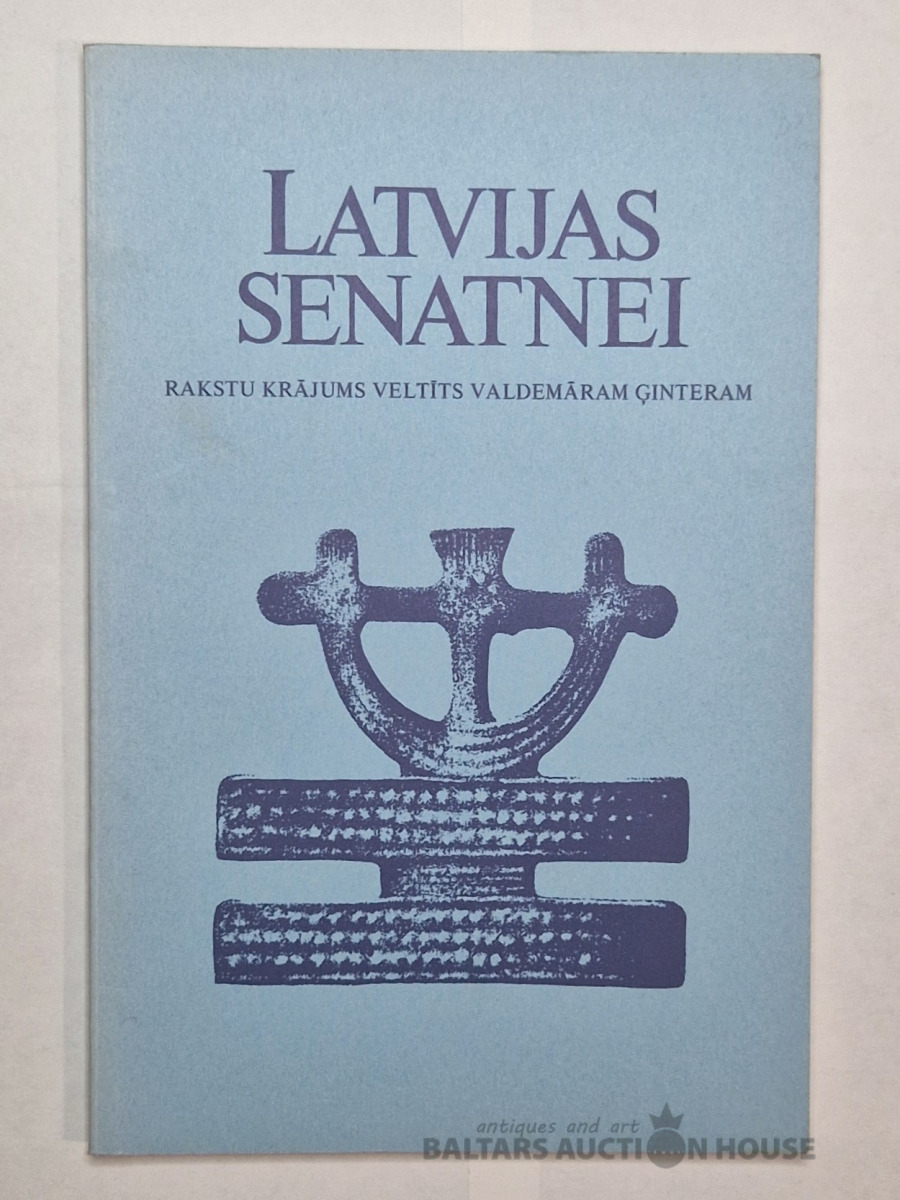 LATVIJAS
SENATNEI
RAKSTU KRĀJUMS VELTĪTS VALDEMĀRAM ĢINTERAM
antiques and art
BALTARS AUCTION HOUSE